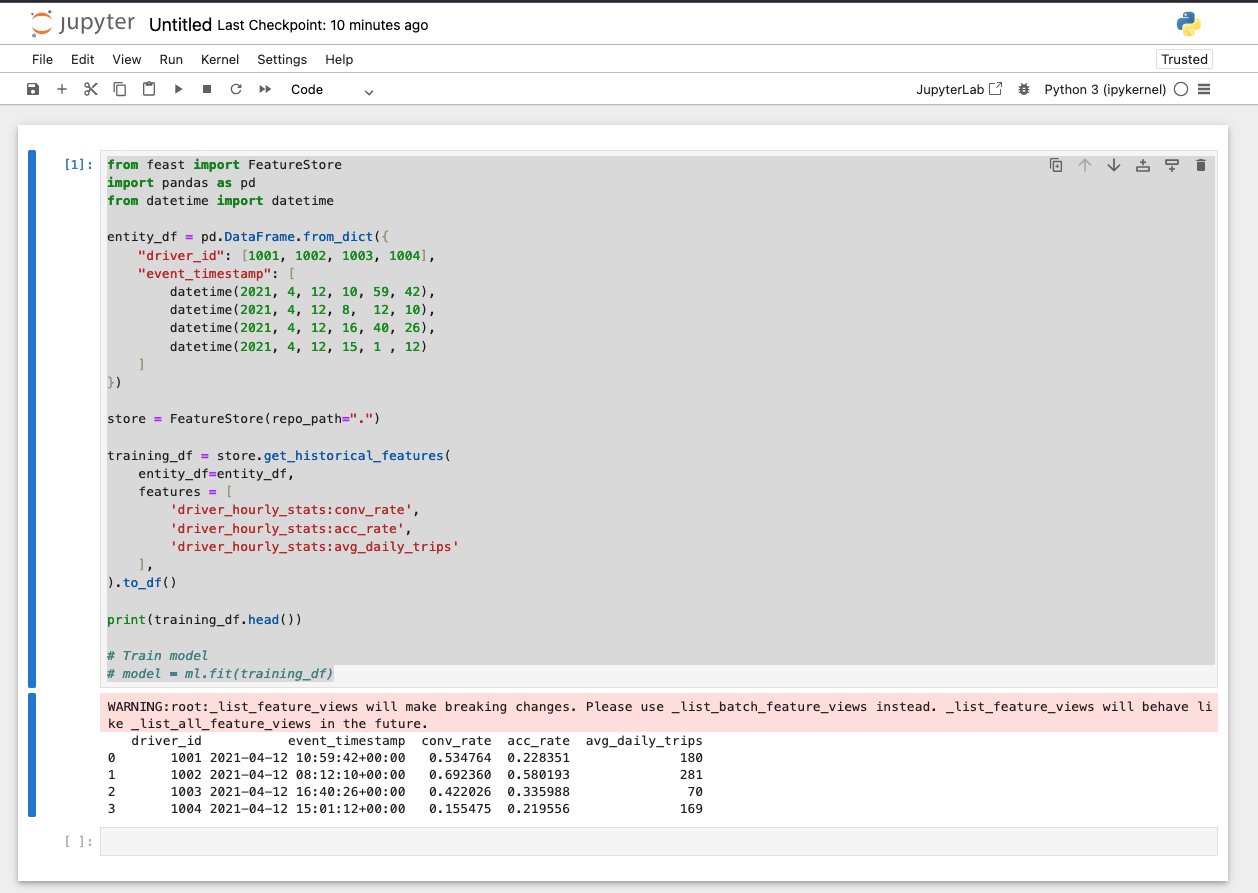 jupyter Untitled Last Checkpoint: 10 minutes ago
File Edit View Run Kernel Settings Help Trusted
Code JupyterLab Python 3 (ipykernel)
[1]: from feast import FeatureStore
import pandas as pd
from datetime import datetime
entity_df = pd.DataFrame.from_dict({
    "driver_id": [1001, 1002, 1003, 1004],
    "event_timestamp": [
        datetime(2021, 4, 12, 10, 59, 42),
        datetime(2021, 4, 12, 8,  12, 10),
        datetime(2021, 4, 12, 16, 40, 26),
        datetime(2021, 4, 12, 15, 1 , 12)
    ]
})
store = FeatureStore(repo_path=".")
training_df = store.get_historical_features(
    entity_df=entity_df,
    features = [
        'driver_hourly_stats:conv_rate',
        'driver_hourly_stats:acc_rate',
        'driver_hourly_stats:avg_daily_trips'
    ],
).to_df()
print(training_df.head())
# Train model
# model = ml.fit(training_df)
WARNING:root:_list_feature_views will make breaking changes. Please use _list_batch_feature_views instead. _list_feature_views will behave li
ke _list_all_feature_views in the future.
   driver_id           event_timestamp  conv_rate  acc_rate  avg_daily_trips
0       1001 2021-04-12 10:59:42+00:00   0.534764  0.228351              180
1       1002 2021-04-12 08:12:10+00:00   0.692360  0.580193              281
2       1003 2021-04-12 16:40:26+00:00   0.422026  0.335988               70
3       1004 2021-04-12 15:01:12+00:00   0.155475  0.219556              169
[ ]: